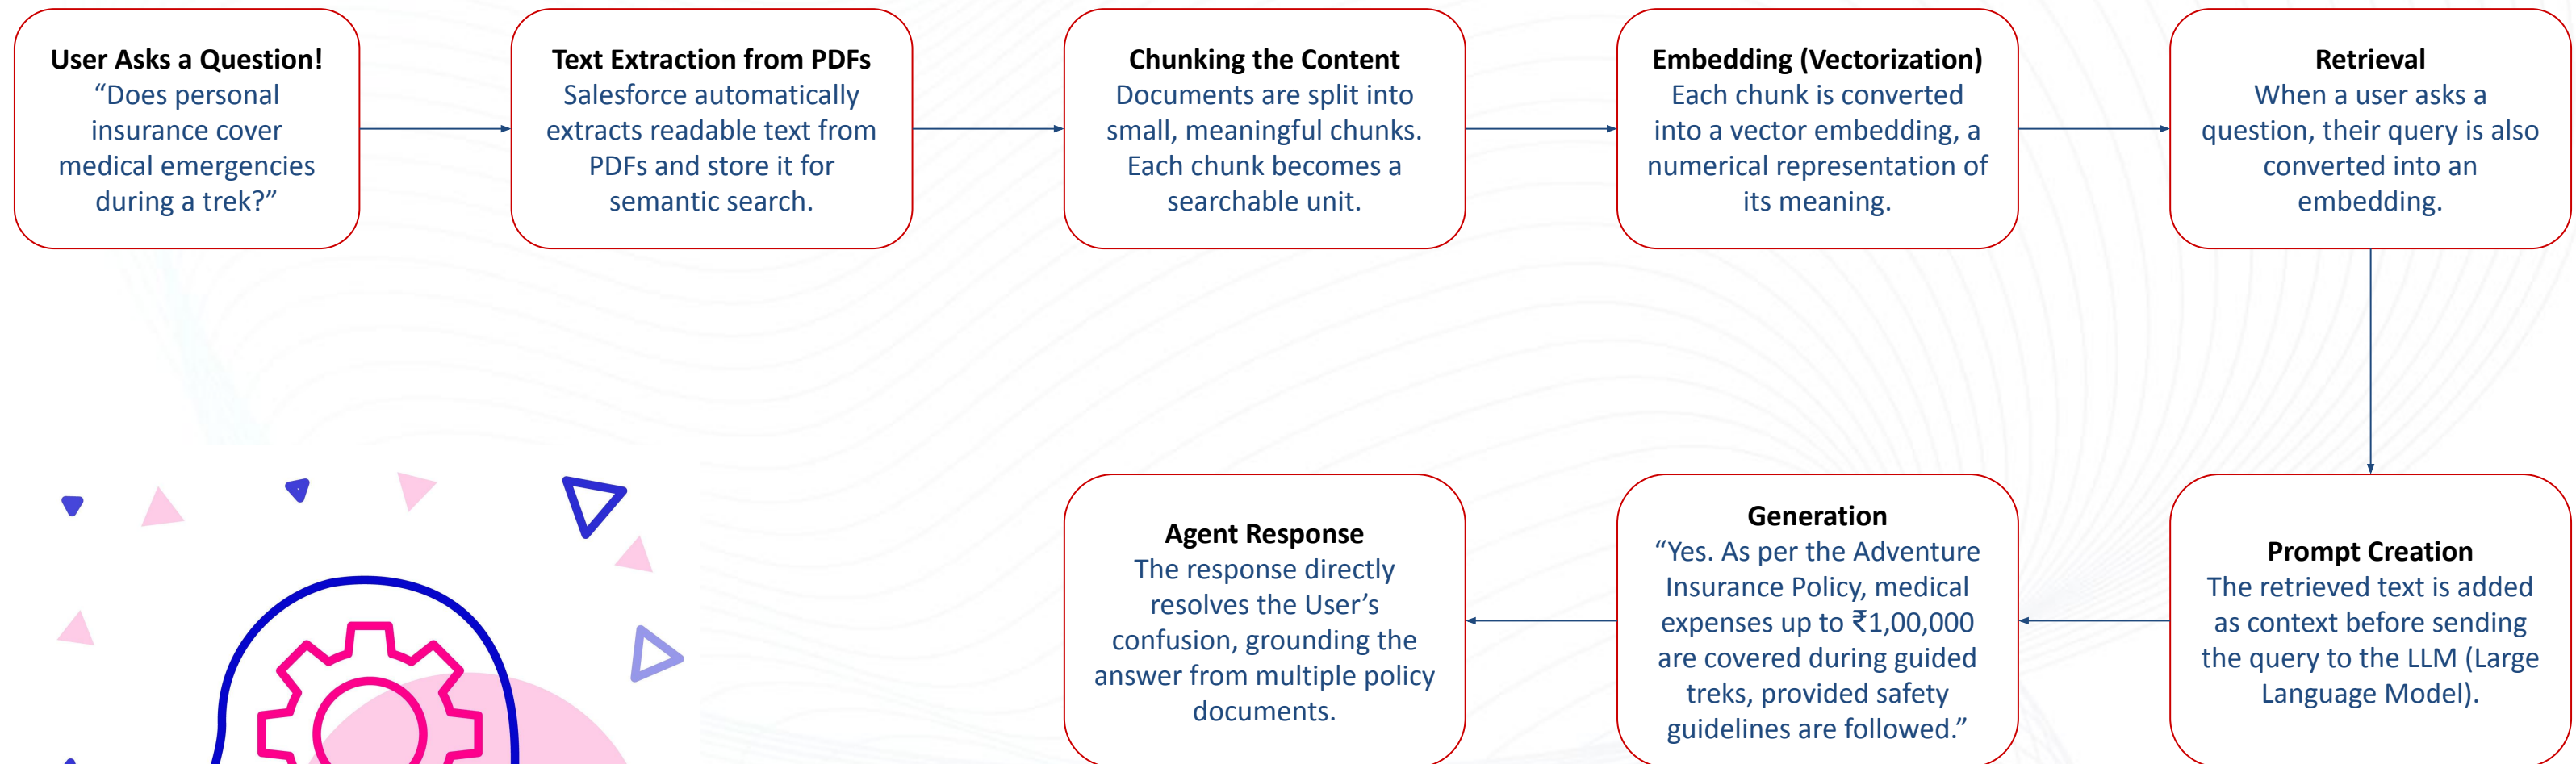 User Asks a Question!
“Does personal
insurance cover
medical emergencies
during a trek?”
Text Extraction from PDFs
Salesforce automatically
extracts readable text from
PDFs and store it for
semantic search.
Chunking the Content
Documents are split into
small, meaningful chunks.
Each chunk becomes a
searchable unit.
Embedding (Vectorization)
Each chunk is converted
into a vector embedding, a
numerical representation of
its meaning.
Retrieval
When a user asks a
question, their query is also
converted into an
embedding.
Prompt Creation
The retrieved text is added
as context before sending
the query to the LLM (Large
Language Model).
Generation
“Yes. As per the Adventure
Insurance Policy, medical
expenses up to ₹1,00,000
are covered during guided
treks, provided safety
guidelines are followed.”
Agent Response
The response directly
resolves the User’s
confusion, grounding the
answer from multiple policy
documents.